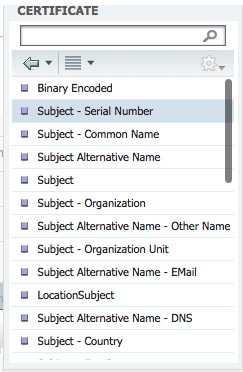 CERTIFICATE
Binary Encoded
Subject - Serial Number
Subject - Common Name
Subject Alternative Name
Subject
Subject - Organization
Subject Alternative Name - Other Name
Subject - Organization Unit
Subject Alternative Name - EMail
LocationSubject
Subject Alternative Name - DNS
Subject - Country